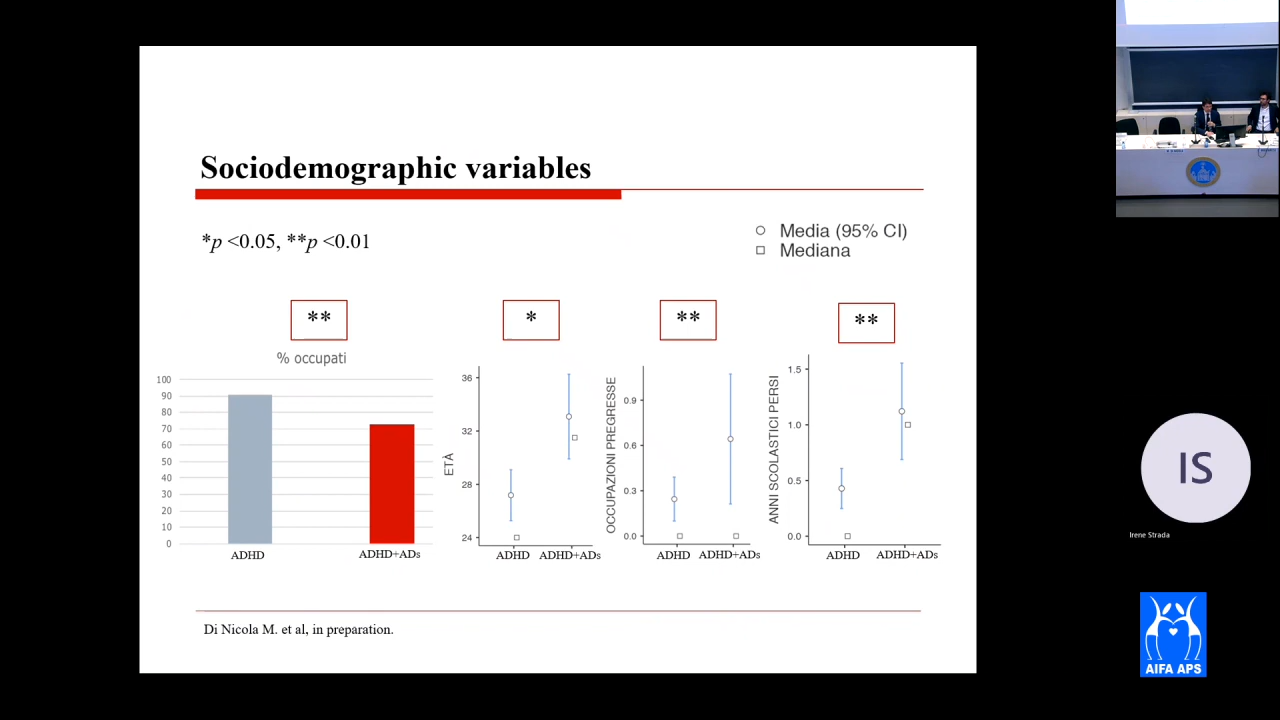 Sociodemographic variables
*p <0.05, **p <0.01
Media (95% CI)
Mediana
**
*
**
**
% occupati
100
90
80
70
60
50
40
30
20
10
0
ADHD
ADHD+ADs
ETÀ
36
32
28
24
ADHD
ADHD+ADs
OCCUPAZIONI PREGRESSE
0.9
0.6
0.3
0.0
ADHD
ADHD+ADs
ANNI SCOLASTICI PERSI
1.5
1.0
0.5
0.0
ADHD
ADHD+ADs
Di Nicola M. et al, in preparation.
IS
Irene Strada
AIFA APS